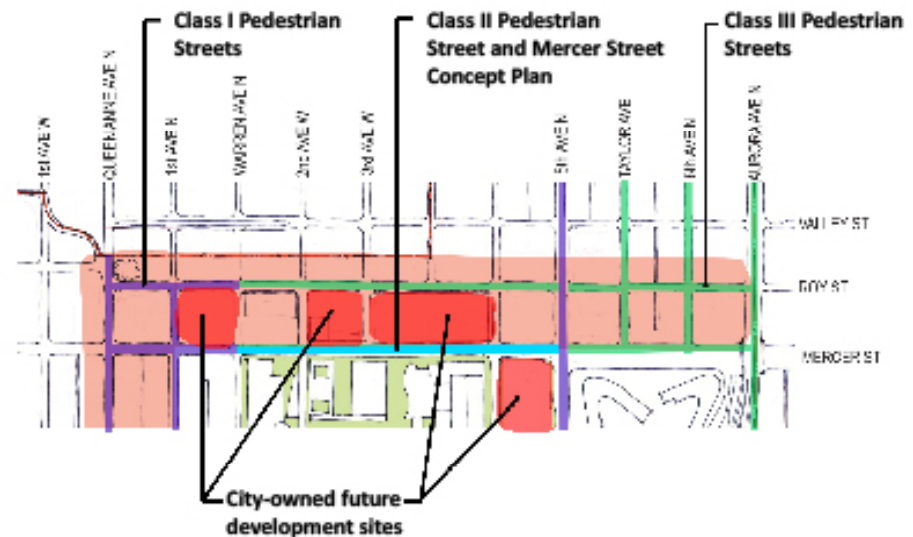 Class I Pedestrian
Streets
Class II Pedestrian
Street and Mercer Street
Concept Plan
Class III Pedestrian
Streets
1st AVE W
QUEEN ANNE AVE N
1st AVE N
WARREN AVE N
2nd AVE W
3rd AVE W
5th AVE N
TAYLOR AVE
6th AVE N
AURORA AVE N
VALLEY ST
ROY ST
MERCER ST
City-owned future
development sites